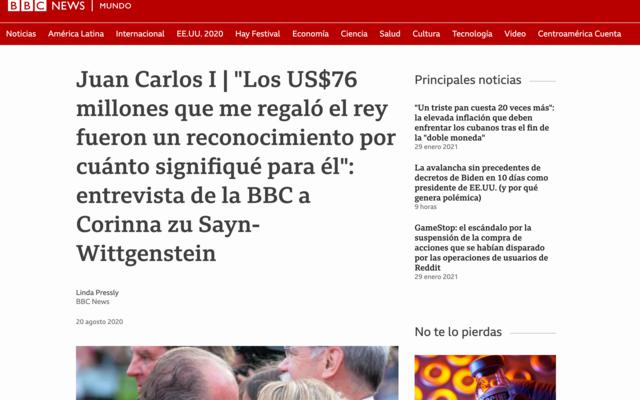 BBC NEWS | MUNDO
Noticias América Latina Internacional EE.UU. 2020 Hay Festival Economía Ciencia Salud Cultura Tecnología Video Centroamérica Cuenta
Juan Carlos I | "Los US$76
millones que me regaló el rey
fueron un reconocimiento por
cuánto signifiqué para él":
entrevista de la BBC a
Corinna zu Sayn-
Wittgenstein
Linda Pressly
BBC News
20 agosto 2020
Principales noticias
"Un triste pan cuesta 20 veces más":
la elevada inflación que deben
enfrentar los cubanos tras el fin de
la "doble moneda"
29 enero 2021
La avalancha sin precedentes de
decretos de Biden en 10 días como
presidente de EE.UU. (y por qué
genera polémica)
9 horas
GameStop: el escándalo por la
suspensión de la compra de
acciones que se habían disparado
por las operaciones de usuarios de
Reddit
29 enero 2021
No te lo pierdas